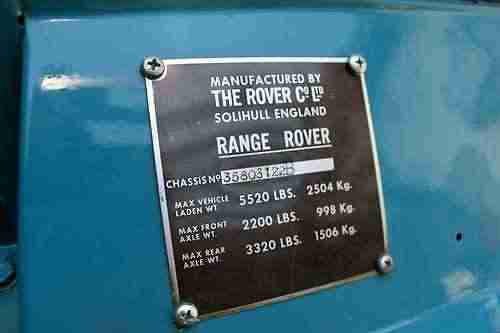 MANUFACTURED BY
THE ROVER Co LTD
SOLIHULL ENGLAND
RANGE ROVER
CHASSIS No
MAX VEHICLE LADEN WT. 5520 LBS. 2504 Kg.
MAX FRONT AXLE WT. 2200 LBS. 998 Kg.
MAX REAR AXLE WT. 3320 LBS. 1506 Kg.